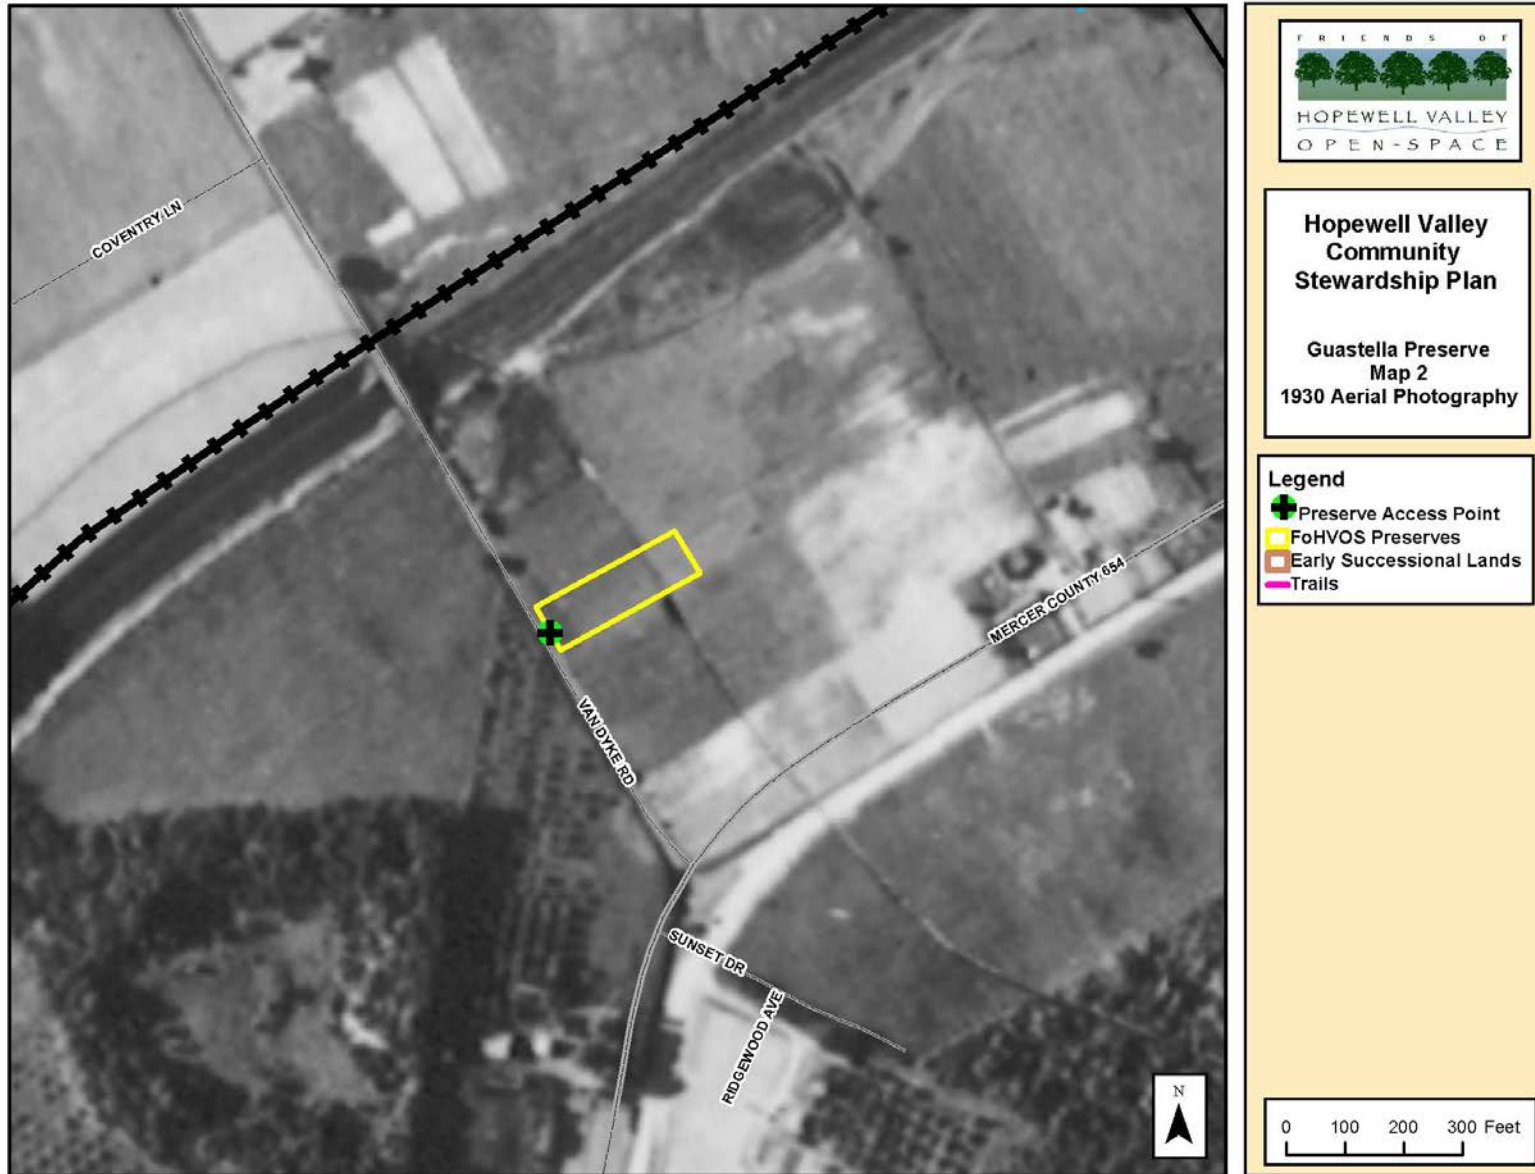 COVENTRY LN
VAN DYKE RD
MERCER COUNTY 654
SUNSET DR
RIDGEWOOD AVE
N
FRIENDS OF
HOPEWELL VALLEY
OPEN-SPACE
Hopewell Valley
Community
Stewardship Plan
Guastella Preserve
Map 2
1930 Aerial Photography
Legend
Preserve Access Point
FoHVOS Preserves
Early Successional Lands
Trails
0 100 200 300 Feet